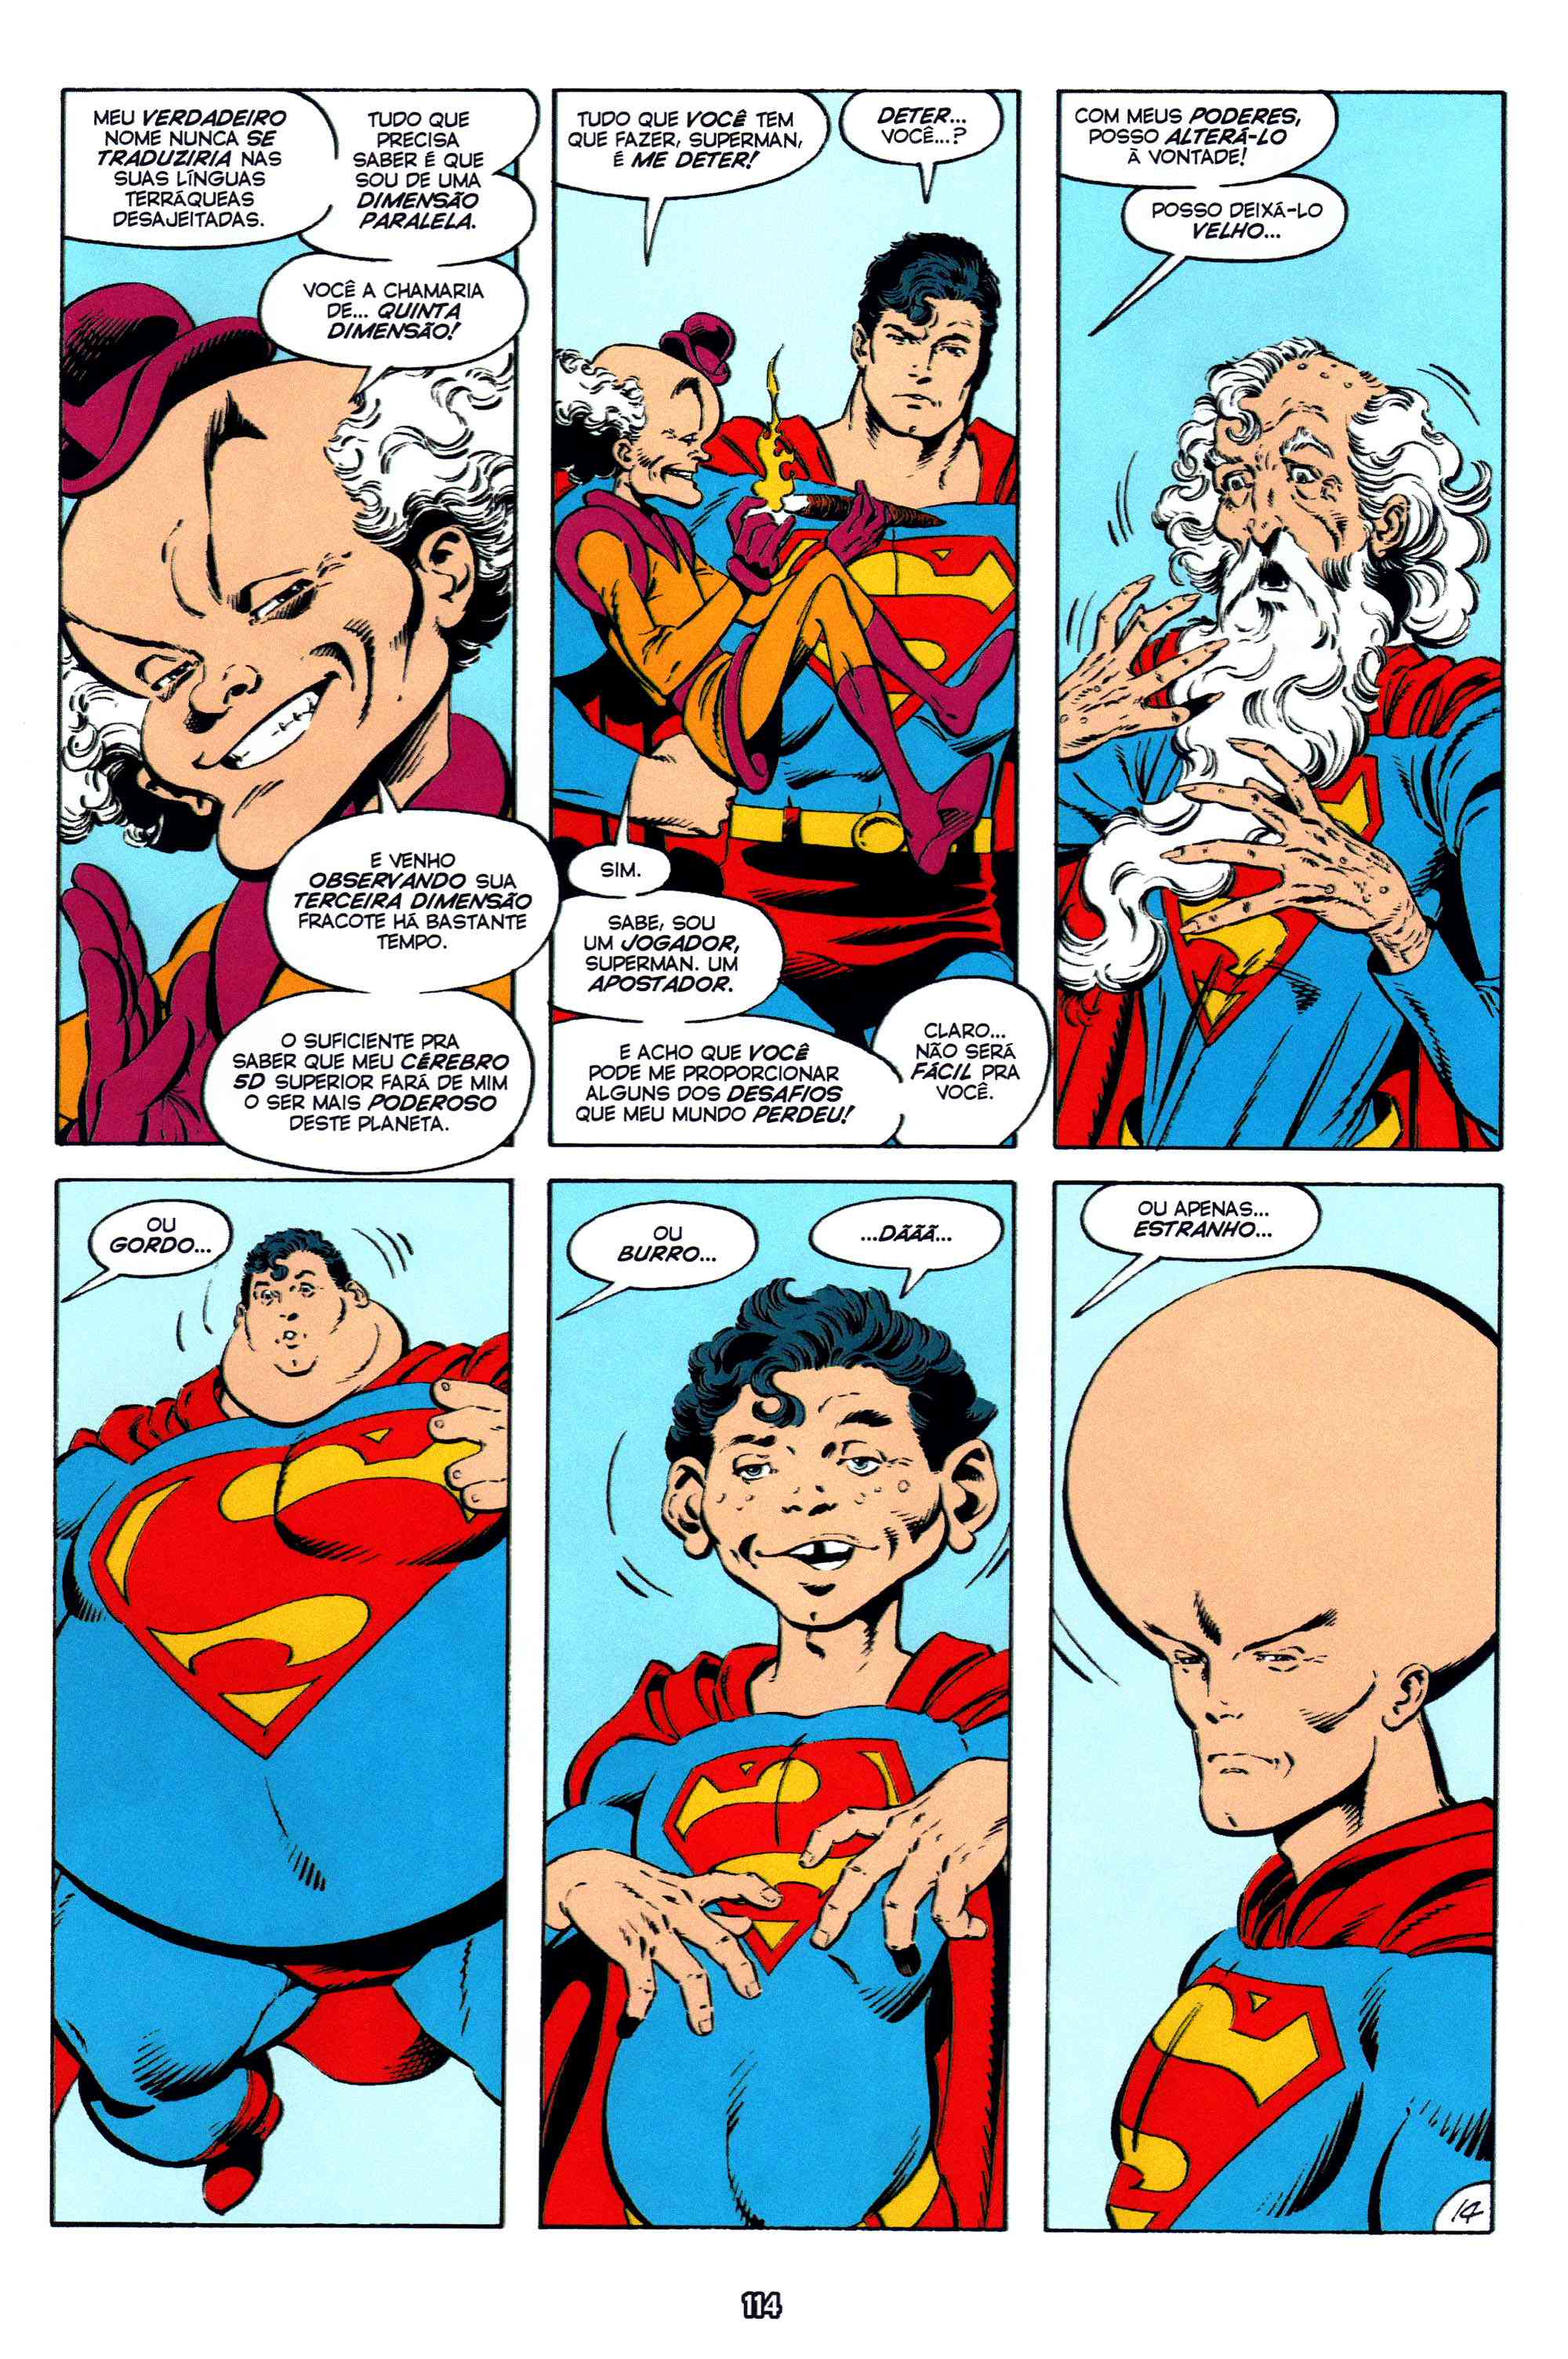 MEU VERDADEIRO
NOME NUNCA SE
TRADUZIRIA NAS
SUAS LÍNGUAS
TERRÁQUEAS
DESAJEITADAS.
TUDO QUE
PRECISA
SABER É QUE
SOU DE UMA
DIMENSÃO
PARALELA.
VOCÊ A CHAMARIA
DE... QUINTA
DIMENSÃO!
E VENHO
OBSERVANDO SUA
TERCEIRA DIMENSÃO
FRACOTE HÁ BASTANTE
TEMPO.
O SUFICIENTE PRA
SABER QUE MEU CÉREBRO
5D SUPERIOR FARÁ DE MIM
O SER MAIS PODEROSO
DESTE PLANETA.
TUDO QUE VOCÊ TEM
QUE FAZER, SUPERMAN,
É ME DETER!
DETER...
VOCÊ...?
SIM.
SABE, SOU
UM JOGADOR,
SUPERMAN. UM
APOSTADOR.
E ACHO QUE VOCÊ
PODE ME PROPORCIONAR
ALGUNS DOS DESAFIOS
QUE MEU MUNDO PERDEU!
CLARO...
NÃO SERÁ
FÁCIL PRA
VOCÊ.
COM MEUS PODERES,
POSSO ALTERÁ-LO
À VONTADE!
POSSO DEIXÁ-LO
VELHO...
OU
GORDO...
OU
BURRO...
...DÃÃÃ...
OU APENAS...
ESTRANHO...
14
114